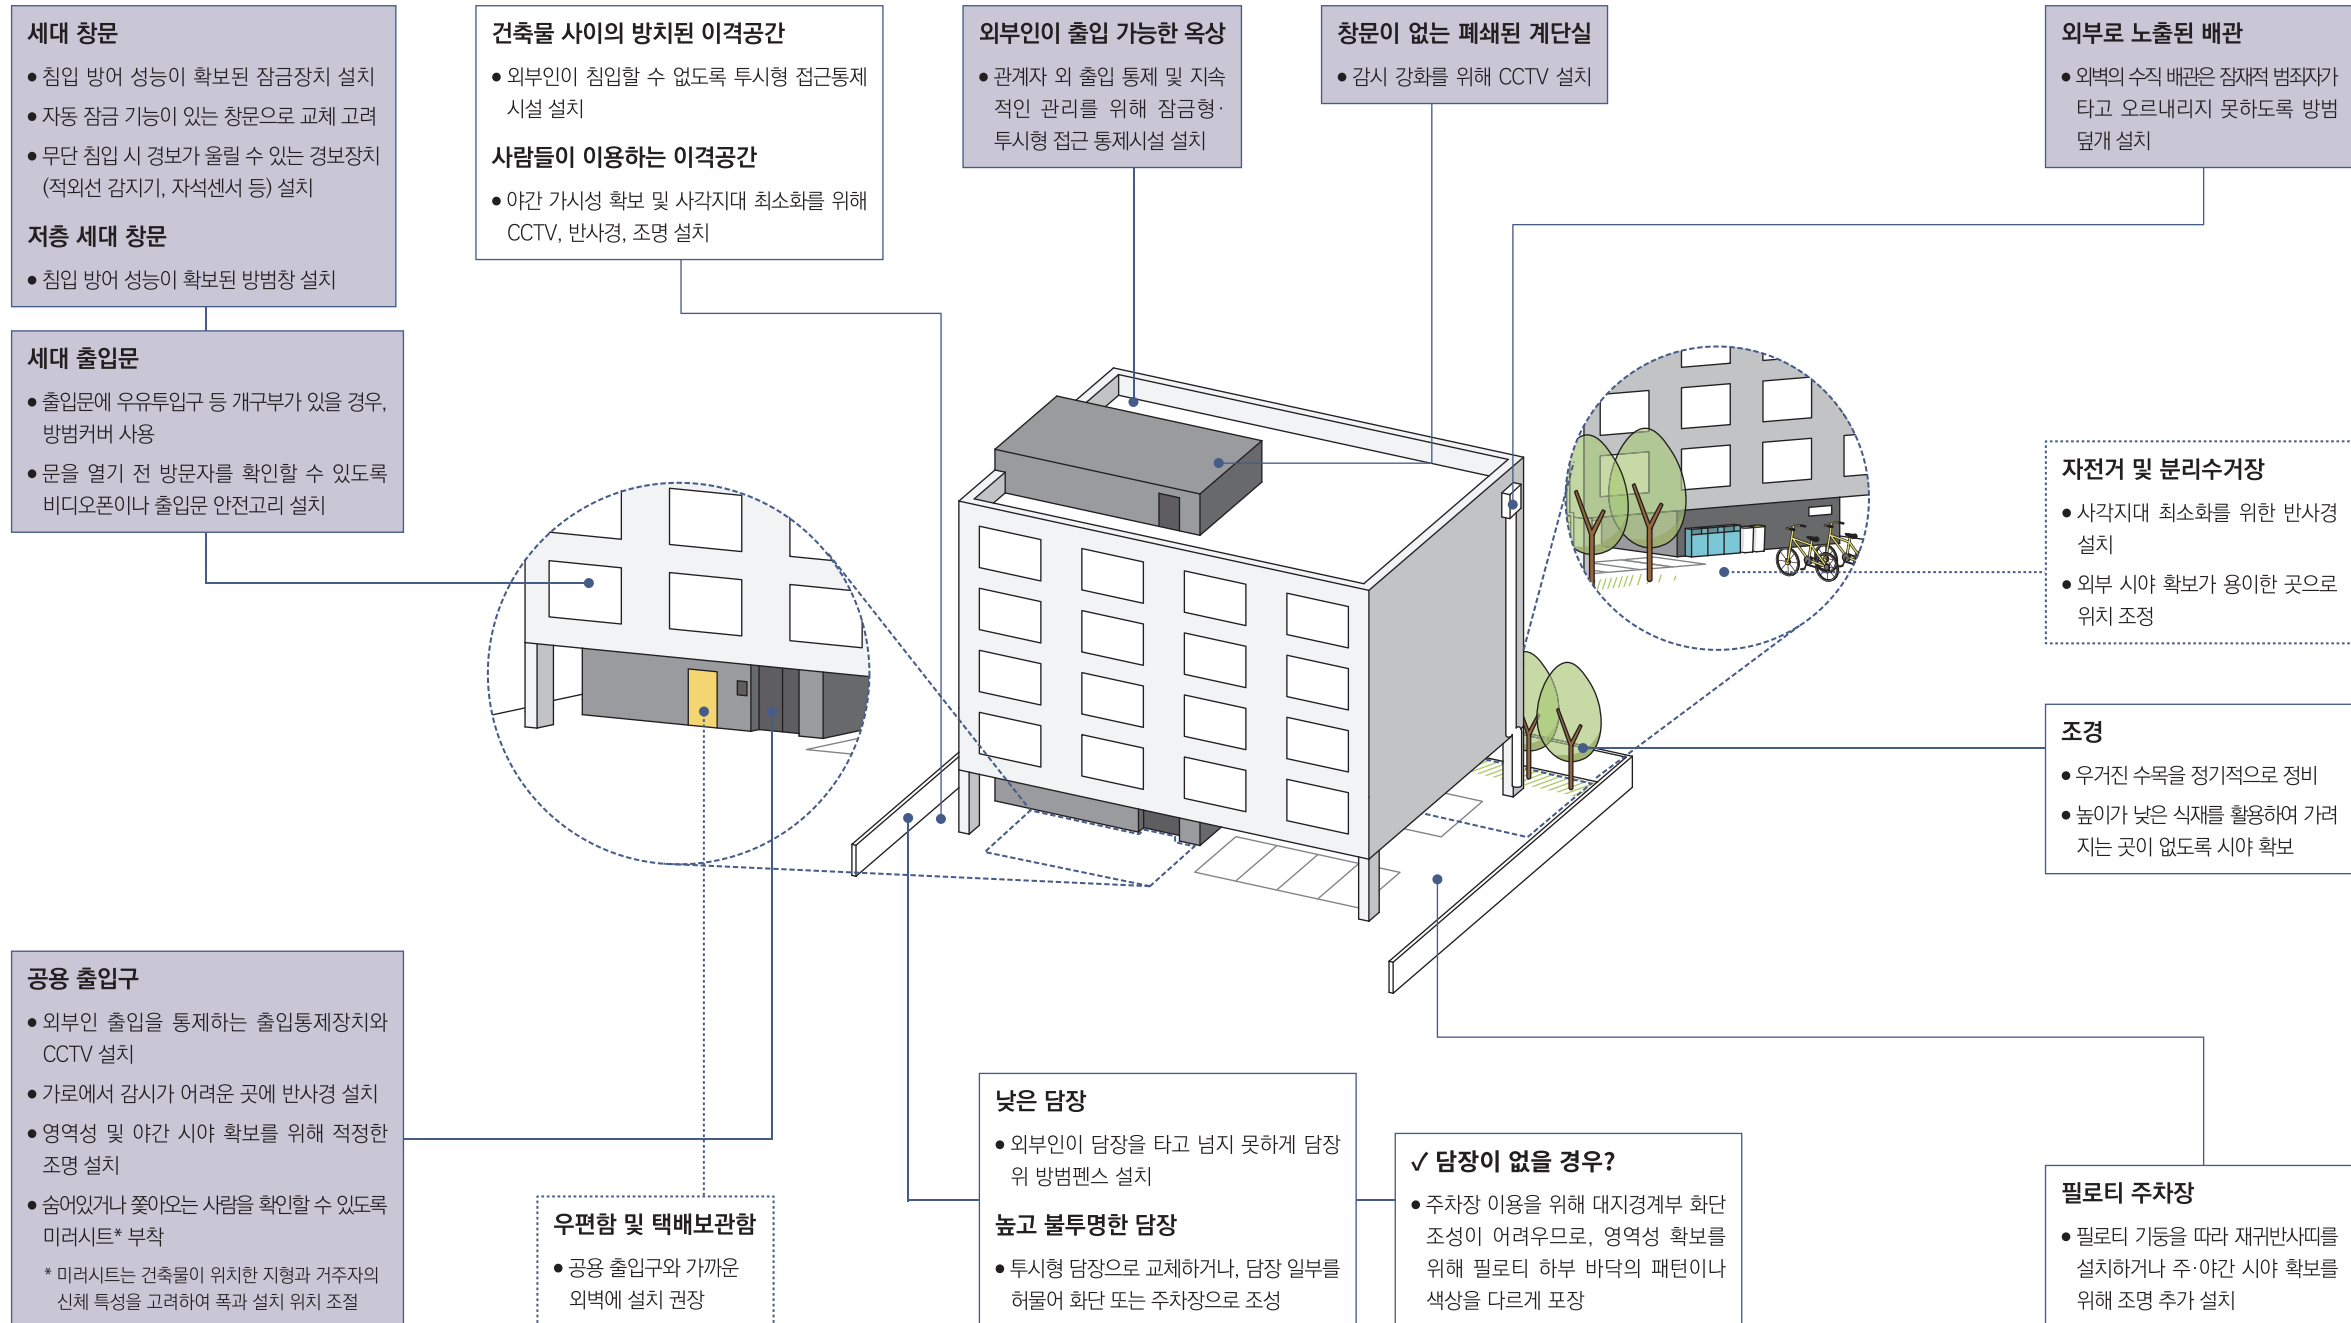 세대 창문
● 침입 방어 성능이 확보된 잠금장치 설치
● 자동 잠금 기능이 있는 창문으로 교체 고려
● 무단 침입 시 경보가 울릴 수 있는 경보장치
(적외선 감지기, 자석센서 등) 설치
저층 세대 창문
● 침입 방어 성능이 확보된 방범창 설치
세대 출입문
● 출입문에 우유투입구 등 개구부가 있을 경우,
방범커버 사용
● 문을 열기 전 방문자를 확인할 수 있도록
비디오폰이나 출입문 안전고리 설치
건축물 사이의 방치된 이격공간
● 외부인이 침입할 수 없도록 투시형 접근통제
시설 설치
사람들이 이용하는 이격공간
● 야간 가시성 확보 및 사각지대 최소화를 위해
CCTV, 반사경, 조명 설치
외부인이 출입 가능한 옥상
● 관계자 외 출입 통제 및 지속
적인 관리를 위해 잠금형·
투시형 접근 통제시설 설치
창문이 없는 폐쇄된 계단실
● 감시 강화를 위해 CCTV 설치
외부로 노출된 배관
● 외벽의 수직 배관은 잠재적 범죄자가
타고 오르내리지 못하도록 방범
덮개 설치
자전거 및 분리수거장
● 사각지대 최소화를 위한 반사경
설치
● 외부 시야 확보가 용이한 곳으로
위치 조정
조경
● 우거진 수목을 정기적으로 정비
● 높이가 낮은 식재를 활용하여 가려
지는 곳이 없도록 시야 확보
공용 출입구
● 외부인 출입을 통제하는 출입통제장치와
CCTV 설치
● 가로에서 감시가 어려운 곳에 반사경 설치
● 영역성 및 야간 시야 확보를 위해 적정한
조명 설치
● 숨어있거나 쫓아오는 사람을 확인할 수 있도록
미러시트* 부착
* 미러시트는 건축물이 위치한 지형과 거주자의
신체 특성을 고려하여 폭과 설치 위치 조절
우편함 및 택배보관함
● 공용 출입구와 가까운
외벽에 설치 권장
낮은 담장
● 외부인이 담장을 타고 넘지 못하게 담장
위 방범펜스 설치
높고 불투명한 담장
● 투시형 담장으로 교체하거나, 담장 일부를
허물어 화단 또는 주차장으로 조성
✓ 담장이 없을 경우?
● 주차장 이용을 위해 대지경계부 화단
조성이 어려우므로, 영역성 확보를
위해 필로티 하부 바닥의 패턴이나
색상을 다르게 포장
필로티 주차장
● 필로티 기둥을 따라 재귀반사띠를
설치하거나 주·야간 시야 확보를
위해 조명 추가 설치